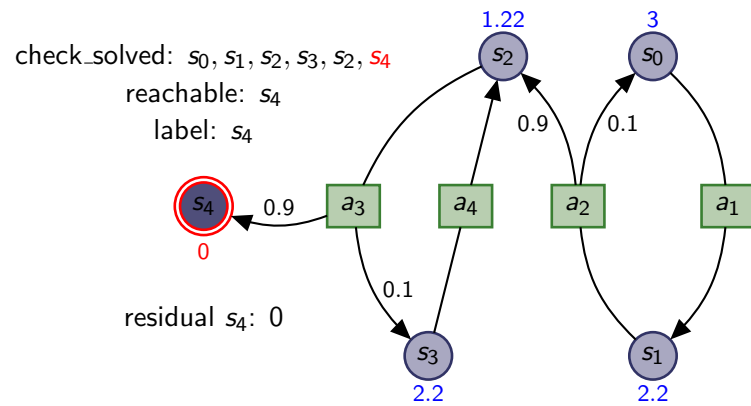 1.22
3
check_solved: s0, s1, s2, s3, s2, s4
s2
s0
reachable: s4
label: s4
0.9
0.1
s4
0.9
a3
a4
a2
a1
0
0.1
residual s4: 0
s3
s1
2.2
2.2